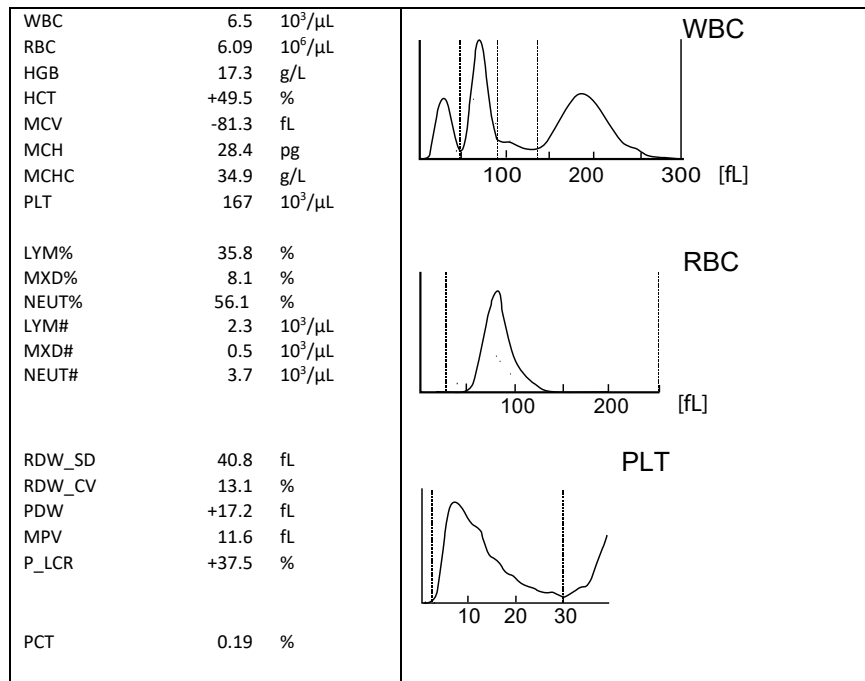 WBC 6.5 10³/µL
RBC 6.09 10⁶/µL
HGB 17.3 g/L
HCT +49.5 %
MCV -81.3 fL
MCH 28.4 pg
MCHC 34.9 g/L
PLT 167 10³/µL
LYM% 35.8 %
MXD% 8.1 %
NEUT% 56.1 %
LYM# 2.3 10³/µL
MXD# 0.5 10³/µL
NEUT# 3.7 10³/µL
RDW_SD 40.8 fL
RDW_CV 13.1 %
PDW +17.2 fL
MPV 11.6 fL
P_LCR +37.5 %
PCT 0.19 %
WBC
100 200 300 [fL]
RBC
100 200 [fL]
PLT
10 20 30